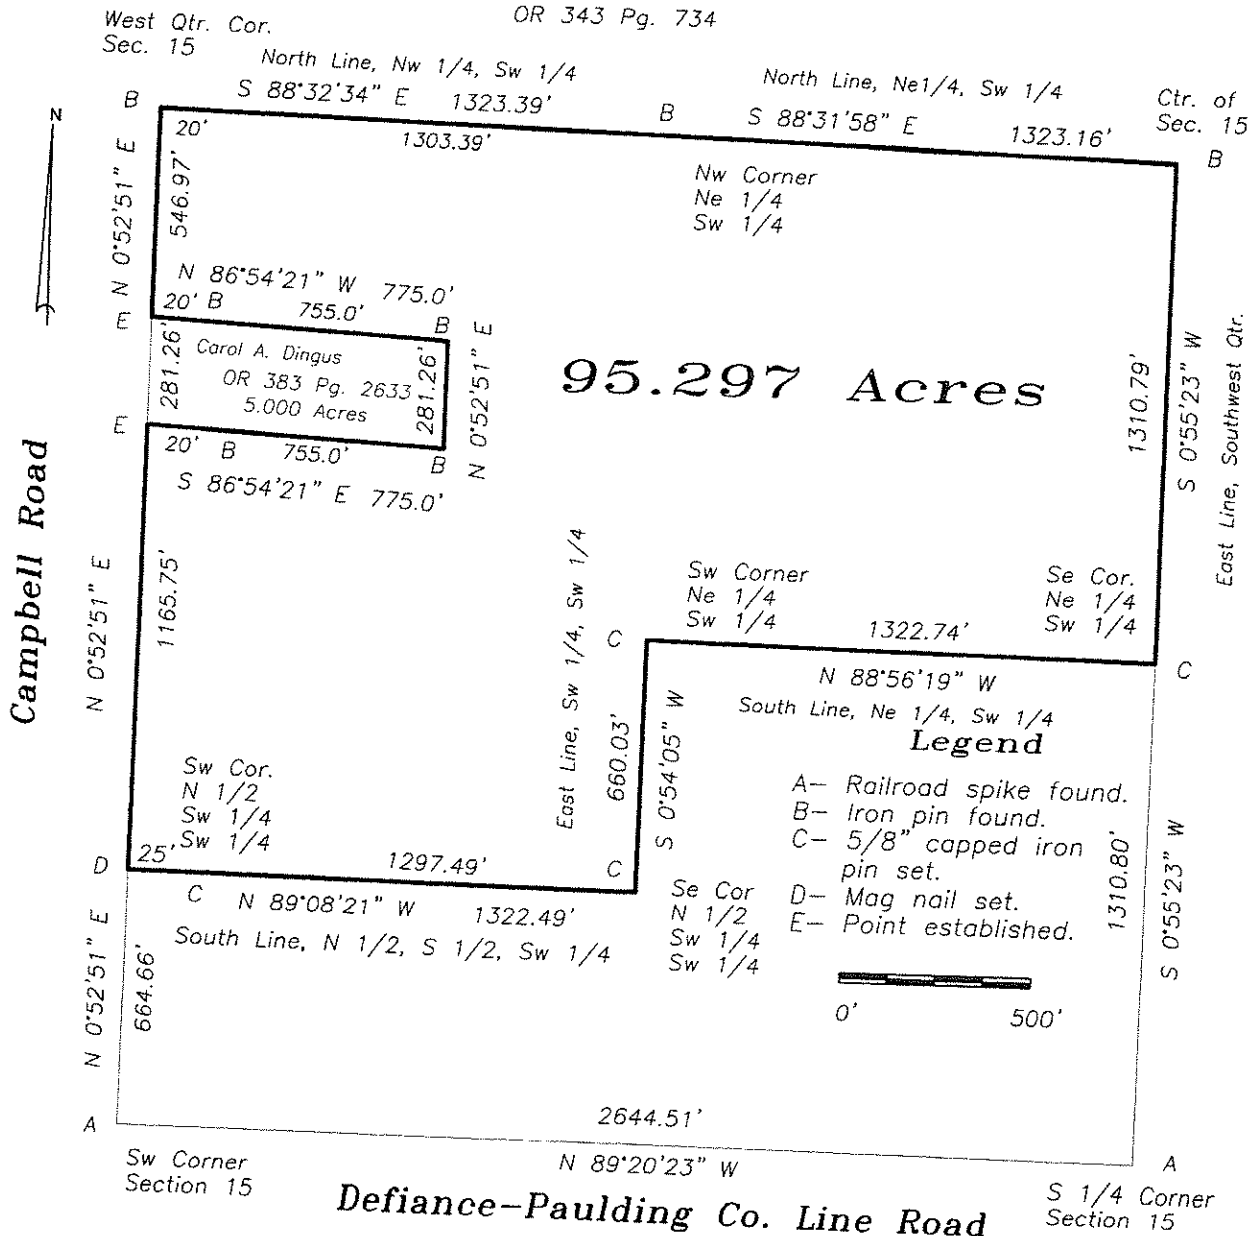 OR 343 Pg. 734
West Qtr. Cor.
Sec. 15
North Line, Nw 1/4, Sw 1/4
S 88°32'34" E 1323.39'
North Line, Ne1/4, Sw 1/4
S 88°31'58" E 1323.16'
Ctr. of
Sec. 15
B
B
B
N
20'
1303.39'
N 0°52'51" E
546.97'
Nw Corner
Ne 1/4
Sw 1/4
N 86°54'21" W 775.0'
20' B 755.0' B
E
281.26'
Carol A. Dingus
OR 383 Pg. 2633
5.000 Acres
281.26'
N 0°52'51" E
95.297 Acres
1310.79'
S 0°55'23" W
East Line, Southwest Qtr.
E
20' B 755.0' B
S 86°54'21" E 775.0'
Campbell Road
N 0°52'51" E
1165.75'
East Line, Sw 1/4, Sw 1/4
Sw Corner
Ne 1/4
Sw 1/4
Se Cor.
Ne 1/4
Sw 1/4
1322.74'
C
C
N 88°56'19" W
South Line, Ne 1/4, Sw 1/4
660.03'
S 0°54'05" W
Legend
A- Railroad spike found.
B- Iron pin found.
C- 5/8" capped iron
pin set.
D- Mag nail set.
E- Point established.
Sw Cor.
N 1/2
Sw 1/4
Sw 1/4
D
25'
1297.49'
C
C N 89°08'21" W 1322.49'
South Line, N 1/2, S 1/2, Sw 1/4
Se Cor
N 1/2
Sw 1/4
Sw 1/4
1310.80'
S 0°55'23" W
0' 500'
N 0°52'51" E
664.66'
A
2644.51'
N 89°20'23" W
A
Sw Corner
Section 15
Defiance-Paulding Co. Line Road
S 1/4 Corner
Section 15